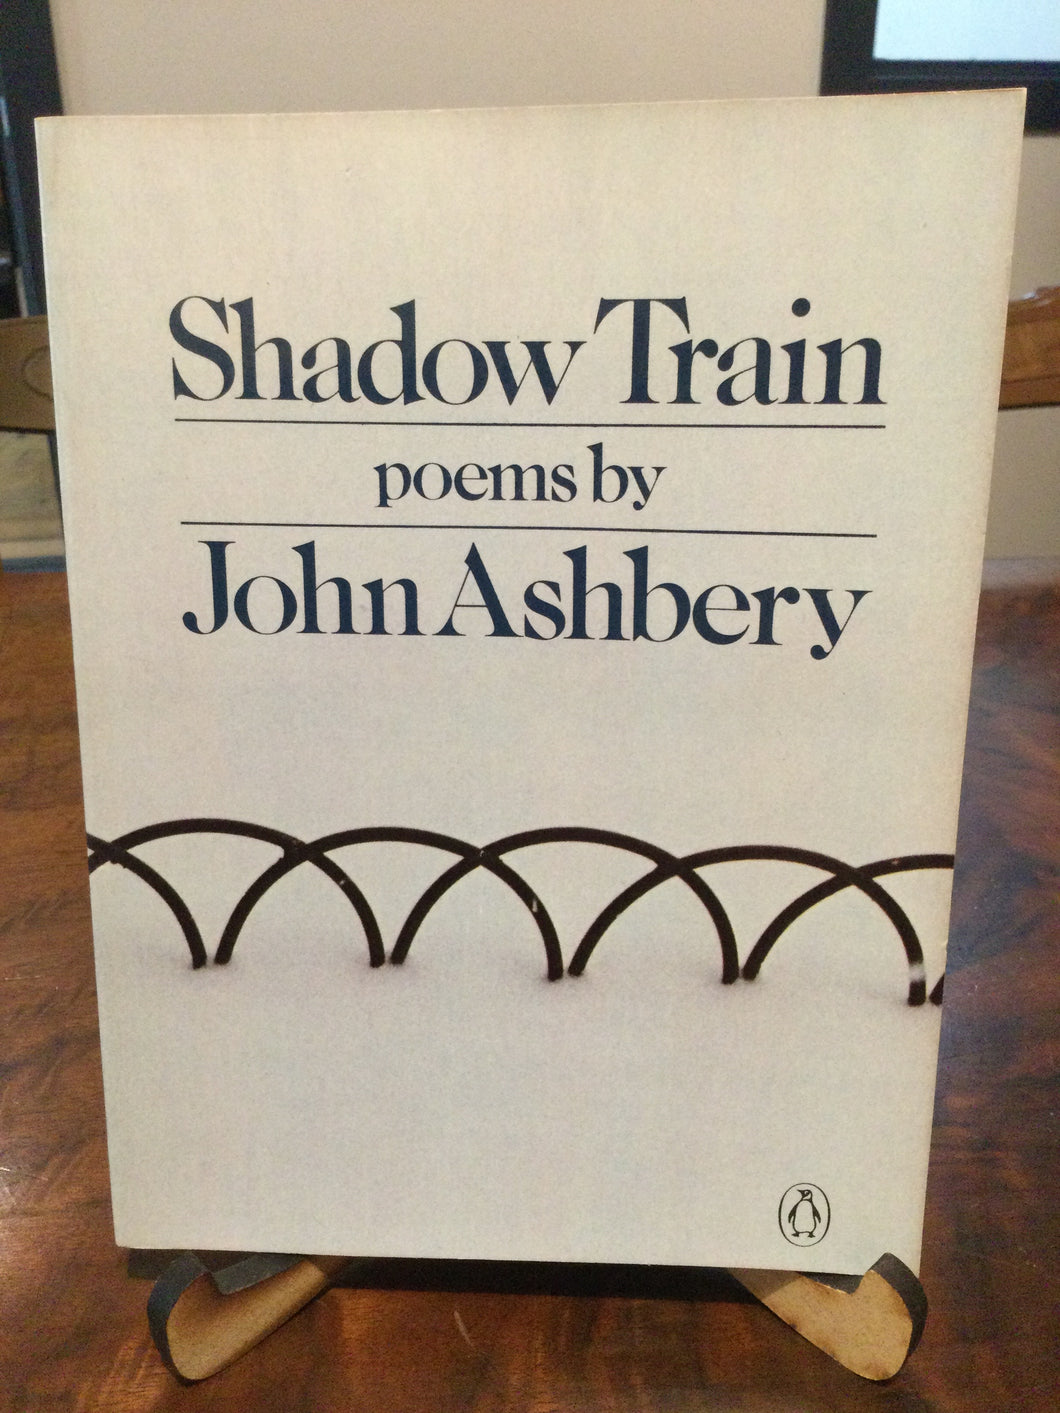 Shadow Train
poems by
John Ashbery